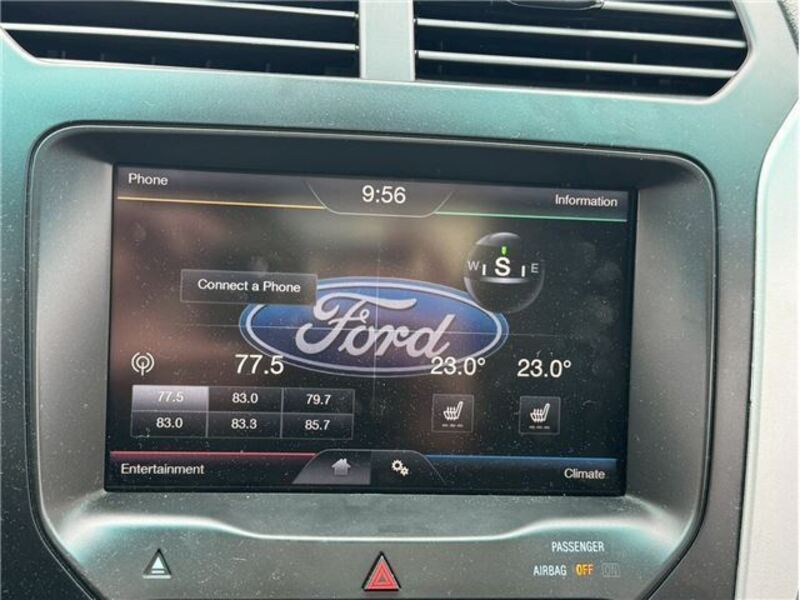 Phone
9:56
Information
W S E
Connect a Phone
Ford
77.5
23.0° 23.0°
77.5 83.0 79.7
83.0 83.3 85.7
Entertainment
Climate
PASSENGER
AIRBAG OFF ON